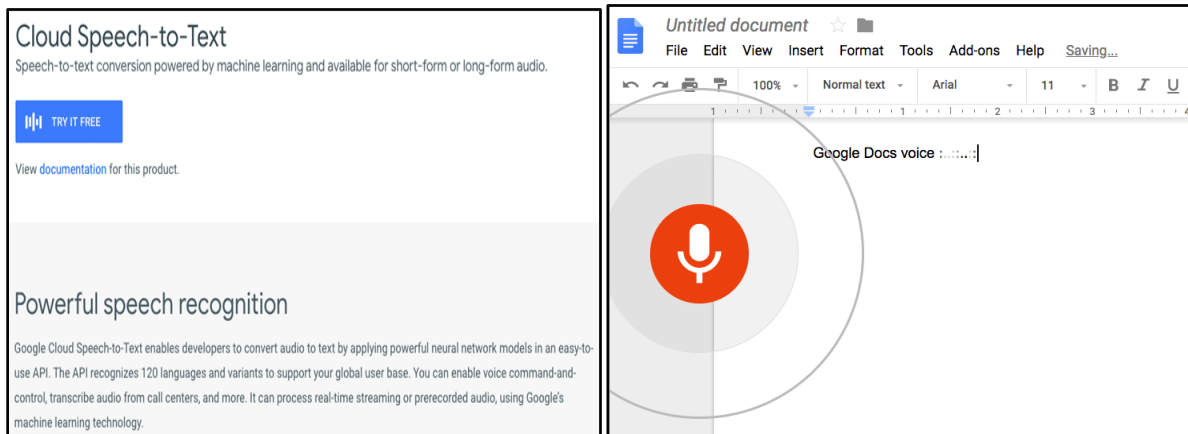 Cloud Speech-to-Text
Speech-to-text conversion powered by machine learning and available for short-form or long-form audio.
TRY IT FREE
View documentation for this product.
Powerful speech recognition
Google Cloud Speech-to-Text enables developers to convert audio to text by applying powerful neural network models in an easy-to-
use API. The API recognizes 120 languages and variants to support your global user base. You can enable voice command-and-
control, transcribe audio from call centers, and more. It can process real-time streaming or prerecorded audio, using Google's
machine learning technology.
Untitled document
File Edit View Insert Format Tools Add-ons Help Saving...
100% Normal text Arial 11 B I U
1 1 2 3 4
Google Docs voice